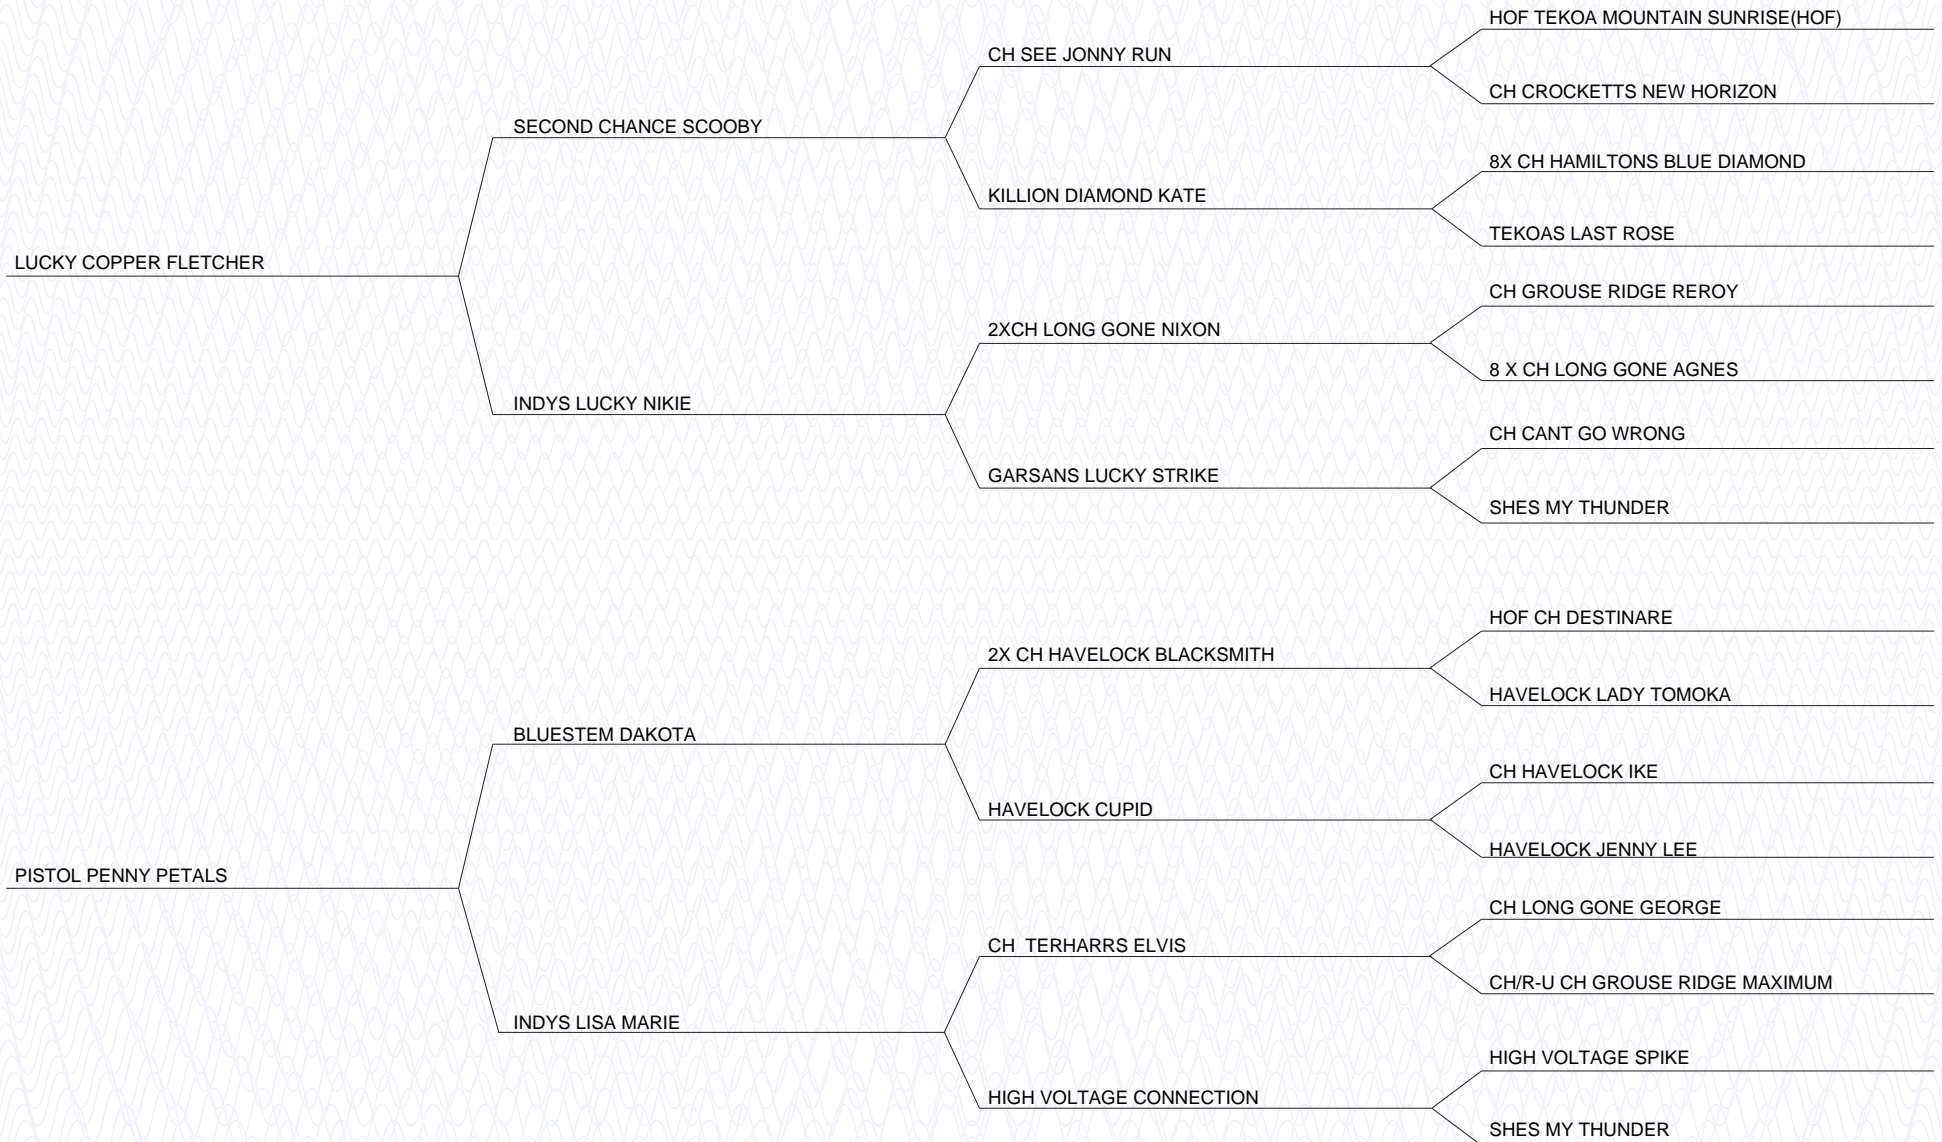 HOF TEKOA MOUNTAIN SUNRISE(HOF)
CH SEE JONNY RUN
CH CROCKETTS NEW HORIZON
SECOND CHANCE SCOOBY
8X CH HAMILTONS BLUE DIAMOND
KILLION DIAMOND KATE
TEKOAS LAST ROSE
LUCKY COPPER FLETCHER
CH GROUSE RIDGE REROY
2XCH LONG GONE NIXON
8 X CH LONG GONE AGNES
INDYS LUCKY NIKIE
CH CANT GO WRONG
GARSANS LUCKY STRIKE
SHES MY THUNDER
HOF CH DESTINARE
2X CH HAVELOCK BLACKSMITH
HAVELOCK LADY TOMOKA
BLUESTEM DAKOTA
CH HAVELOCK IKE
HAVELOCK CUPID
HAVELOCK JENNY LEE
PISTOL PENNY PETALS
CH LONG GONE GEORGE
CH  TERHARRS ELVIS
CH/R-U CH GROUSE RIDGE MAXIMUM
INDYS LISA MARIE
HIGH VOLTAGE SPIKE
HIGH VOLTAGE CONNECTION
SHES MY THUNDER